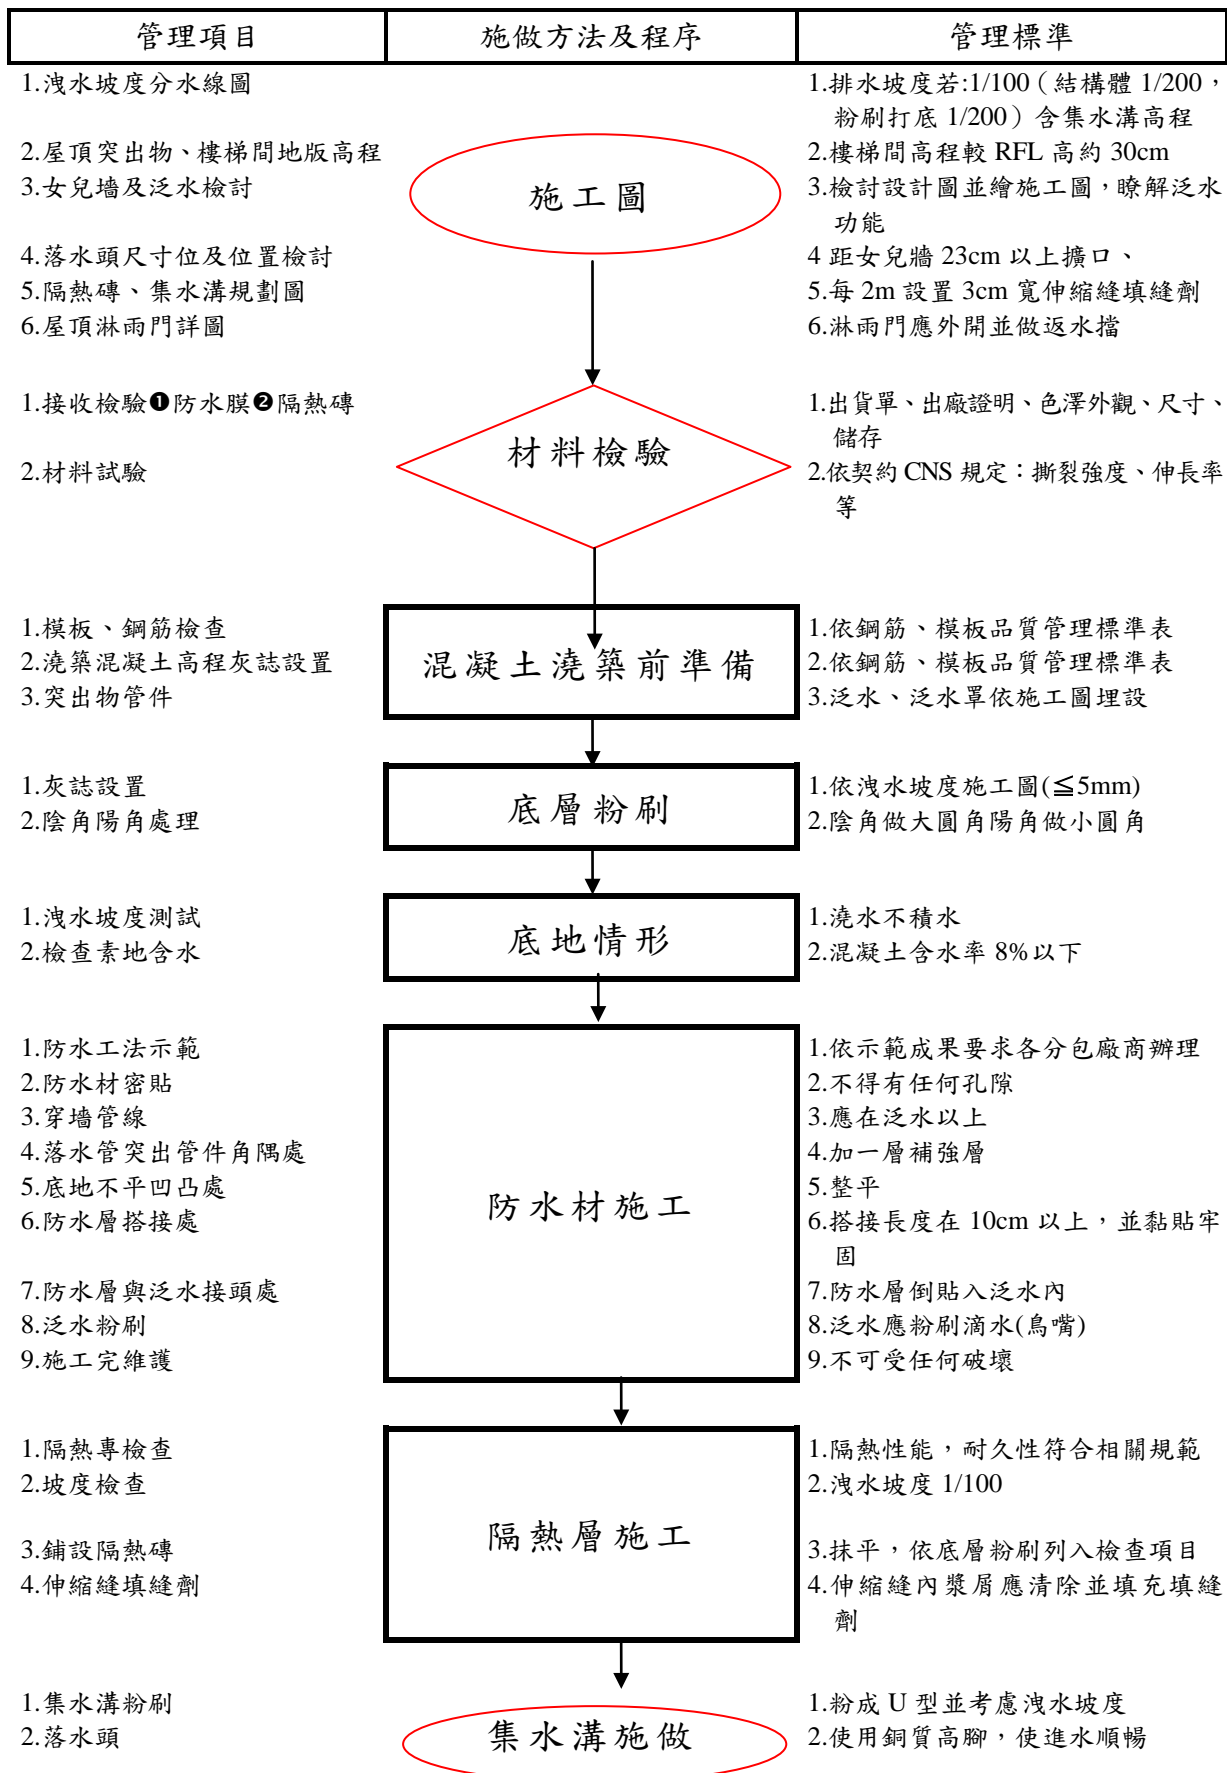 管理項目 施做方法及程序 管理標準
1.洩水坡度分水線圖 1.排水坡度若:1/100（結構體 1/200，
粉刷打底 1/200）含集水溝高程
2.屋頂突出物、樓梯間地版高程 2.樓梯間高程較 RFL 高約 30cm
3.女兒墻及泛水檢討 施工圖 3.檢討設計圖並繪施工圖，瞭解泛水
功能
4.落水頭尺寸位及位置檢討 4 距女兒牆 23cm 以上擴口、
5.隔熱磚、集水溝規劃圖 5.每 2m 設置 3cm 寬伸縮縫填縫劑
6.屋頂淋雨門詳圖 6.淋雨門應外開並做返水擋
1.接收檢驗❶防水膜❷隔熱磚 1.出貨單、出廠證明、色澤外觀、尺寸、
材料檢驗 儲存
2.材料試驗 2.依契約 CNS 規定：撕裂強度、伸長率
等
1.模板、鋼筋檢查 1.依鋼筋、模板品質管理標準表
2.澆築混凝土高程灰誌設置 混凝土澆築前準備 2.依鋼筋、模板品質管理標準表
3.突出物管件 3.泛水、泛水罩依施工圖埋設
1.灰誌設置 底層粉刷 1.依洩水坡度施工圖(≦5mm)
2.陰角陽角處理 2.陰角做大圓角陽角做小圓角
1.洩水坡度測試 底地情形 1.澆水不積水
2.檢查素地含水 2.混凝土含水率 8%以下
1.防水工法示範 1.依示範成果要求各分包廠商辦理
2.防水材密貼 2.不得有任何孔隙
3.穿墻管線 3.應在泛水以上
4.落水管突出管件角隅處 4.加一層補強層
5.底地不平凹凸處 防水材施工 5.整平
6.防水層搭接處 6.搭接長度在 10cm 以上，並黏貼牢
固
7.防水層與泛水接頭處 7.防水層倒貼入泛水內
8.泛水粉刷 8.泛水應粉刷滴水(鳥嘴)
9.施工完維護 9.不可受任何破壞
1.隔熱專檢查 1.隔熱性能，耐久性符合相關規範
2.坡度檢查 2.洩水坡度 1/100
隔熱層施工
3.鋪設隔熱磚 3.抹平，依底層粉刷列入檢查項目
4.伸縮縫填縫劑 4.伸縮縫內漿屑應清除並填充填縫
劑
1.集水溝粉刷 1.粉成 U 型並考慮洩水坡度
2.落水頭 集水溝施做 2.使用銅質高腳，使進水順暢